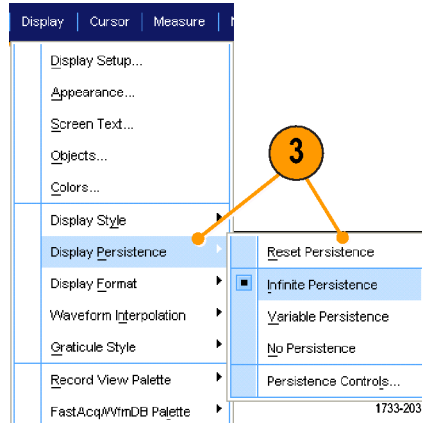 Display Cursor Measure
Display Setup...
Appearance...
Screen Text...
Objects...
Colors...
3
Display Style
Display Persistence
Display Format
Waveform Interpolation
Graticule Style
Record View Palette
FastAcq/WfmDB Palette
Reset Persistence
Infinite Persistence
Variable Persistence
No Persistence
Persistence Controls...
1733-203